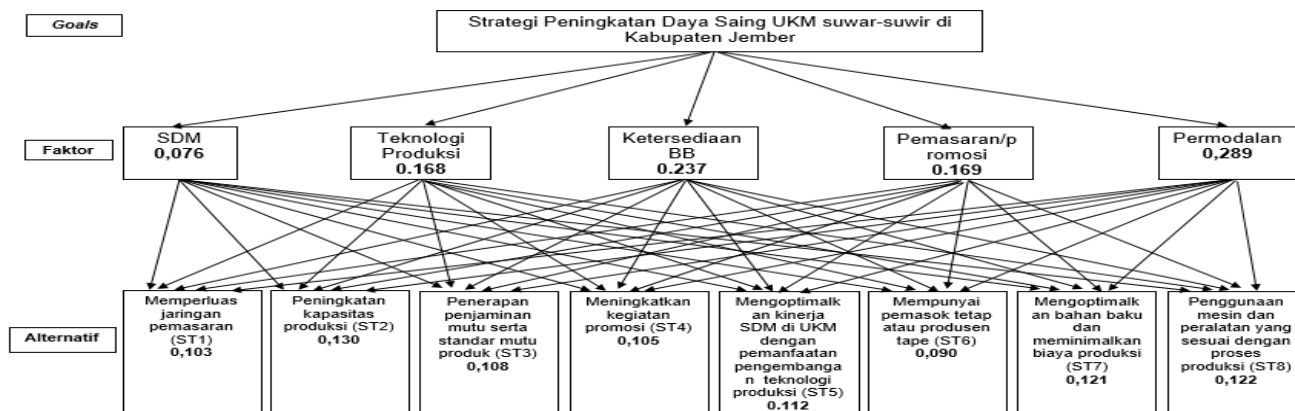 Goals
Strategi Peningkatan Daya Saing UKM suwar-suwir di
Kabupaten Jember
Faktor
SDM
0,076
Teknologi
Produksi
0.168
Ketersediaan
BB
0.237
Pemasaran/p
romosi
0.169
Permodalan
0,289
Alternatif
Memperluas
jaringan
pemasaran
(ST1)
0,103
Peningkatan
kapasitas
produksi (ST2)
0,130
Penerapan
penjaminan
mutu serta
standar mutu
produk (ST3)
0,108
Meningkatkan
kegiatan
promosi (ST4)
0,105
Mengoptimalk
an kinerja
SDM di UKM
dengan
pemanfaatan
pengembanga
n teknologi
produksi (ST5)
0.112
Mempunyai
pemasok tetap
atau produsen
tape (ST6)
0,090
Mengoptimalk
an bahan baku
dan
meminimalkan
biaya produksi
(ST7)
0,121
Penggunaan
mesin dan
peralatan yang
sesuai dengan
proses
produksi (ST8)
0,122